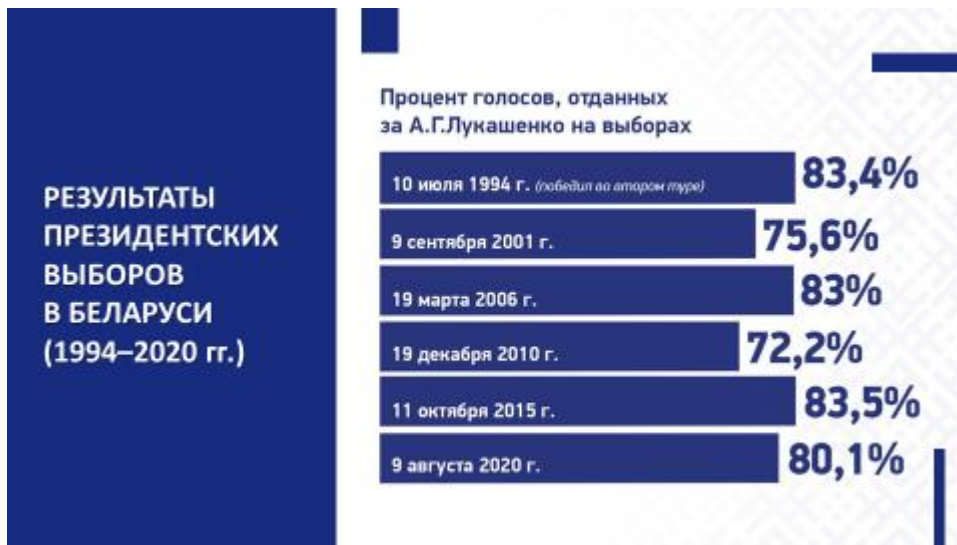 РЕЗУЛЬТАТЫ
ПРЕЗИДЕНТСКИХ
ВЫБОРОВ
В БЕЛАРУСИ
(1994–2020 гг.)
Процент голосов, отданных
за А.Г.Лукашенко на выборах
10 июля 1994 г. (победил во втором туре) 83,4%
9 сентября 2001 г. 75,6%
19 марта 2006 г. 83%
19 декабря 2010 г. 72,2%
11 октября 2015 г. 83,5%
9 августа 2020 г. 80,1%